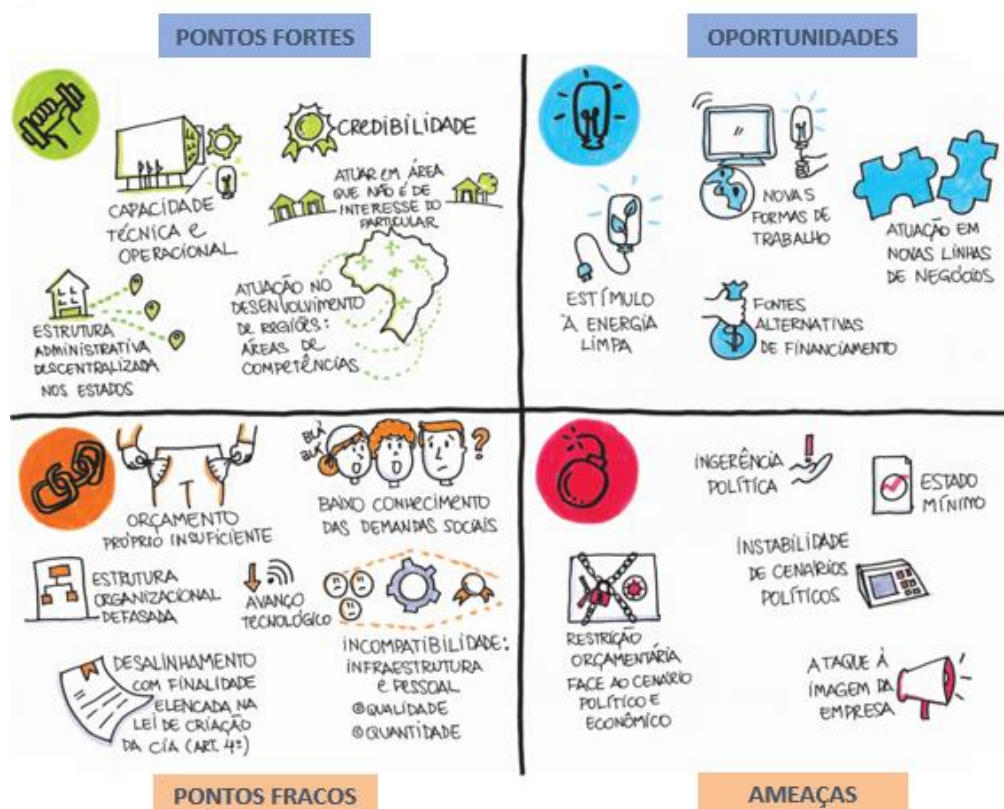 PONTOS FORTES
CAPACIDADE
TÉCNICA E
OPERACIONAL
CREDIBILIDADE
ATUAR EM ÁREA
QUE NÃO É DE
INTERESSE DO
PARTICULAR
ESTRUTURA
ADMINISTRATIVA
DESCENTRALIZADA
NOS ESTADOS
ATUAÇÃO NO
DESENVOLVIMENTO
DE REGIÕES:
ÁREAS DE
COMPETÊNCIAS
OPORTUNIDADES
ESTÍMULO
À ENERGIA
LIMPA
NOVAS
FORMAS DE
TRABALHO
ATUAÇÃO EM
NOVAS LINHAS
DE NEGÓCIOS
$
FONTES
ALTERNATIVAS
DE FINANCIAMENTO
ORÇAMENTO
PRÓPRIO INSUFICIENTE
BLÁ
BLÁ
?
BAIXO CONHECIMENTO
DAS DEMANDAS SOCIAIS
ESTRUTURA
ORGANIZACIONAL
DEFASADA
AVANÇO
TECNOLÓGICO
INCOMPATIBILIDADE:
INFRAESTRUTURA
E PESSOAL
QUALIDADE
QUANTIDADE
DESALINHAMENTO
COM FINALIDADE
ELENCADA NA
LEI DE CRIAÇÃO
DA CIA (ART. 4º)
PONTOS FRACOS
INGERÊNCIA
POLÍTICA
!
ESTADO
MÍNIMO
INSTABILIDADE
DE CENÁRIOS
POLÍTICOS
RESTRIÇÃO
ORÇAMENTÁRIA
FACE AO CENÁRIO
POLÍTICO E
ECONÔMICO
ATAQUE À
IMAGEM DA
EMPRESA
AMEAÇAS